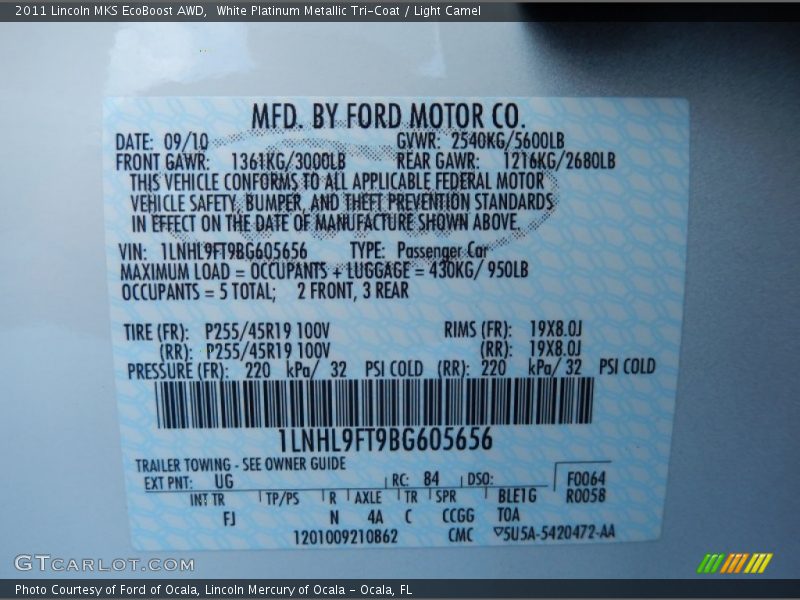 2011 Lincoln MKS EcoBoost AWD,  White Platinum Metallic Tri-Coat / Light Camel
MFD. BY FORD MOTOR CO.
DATE: 09/10 GVWR: 2540KG/5600LB
FRONT GAWR: 1361KG/3000LB REAR GAWR: 1216KG/2680LB
THIS VEHICLE CONFORMS TO ALL APPLICABLE FEDERAL MOTOR
VEHICLE SAFETY, BUMPER, AND THEFT PREVENTION STANDARDS
IN EFFECT ON THE DATE OF MANUFACTURE SHOWN ABOVE.
VIN: 1LNHL9FT9BG605656 TYPE: Passenger Car
MAXIMUM LOAD = OCCUPANTS + LUGGAGE = 430KG/ 950LB
OCCUPANTS = 5 TOTAL; 2 FRONT, 3 REAR
TIRE (FR): P255/45R19 100V RIMS (FR): 19X8.0J
(RR): P255/45R19 100V (RR): 19X8.0J
PRESSURE (FR): 220 kPa/ 32 PSI COLD (RR): 220 kPa/ 32 PSI COLD
1LNHL9FT9BG605656
TRAILER TOWING - SEE OWNER GUIDE
EXT PNT: UG RC: 84 DSO: F0064
INT TR TP/PS R AXLE TR SPR BLE1G R0058
FJ N 4A C CCGG TOA
1201009210862 CMC ▽5U5A-5420472-AA
GTCARLOT.COM
Photo Courtesy of Ford of Ocala, Lincoln Mercury of Ocala - Ocala, FL